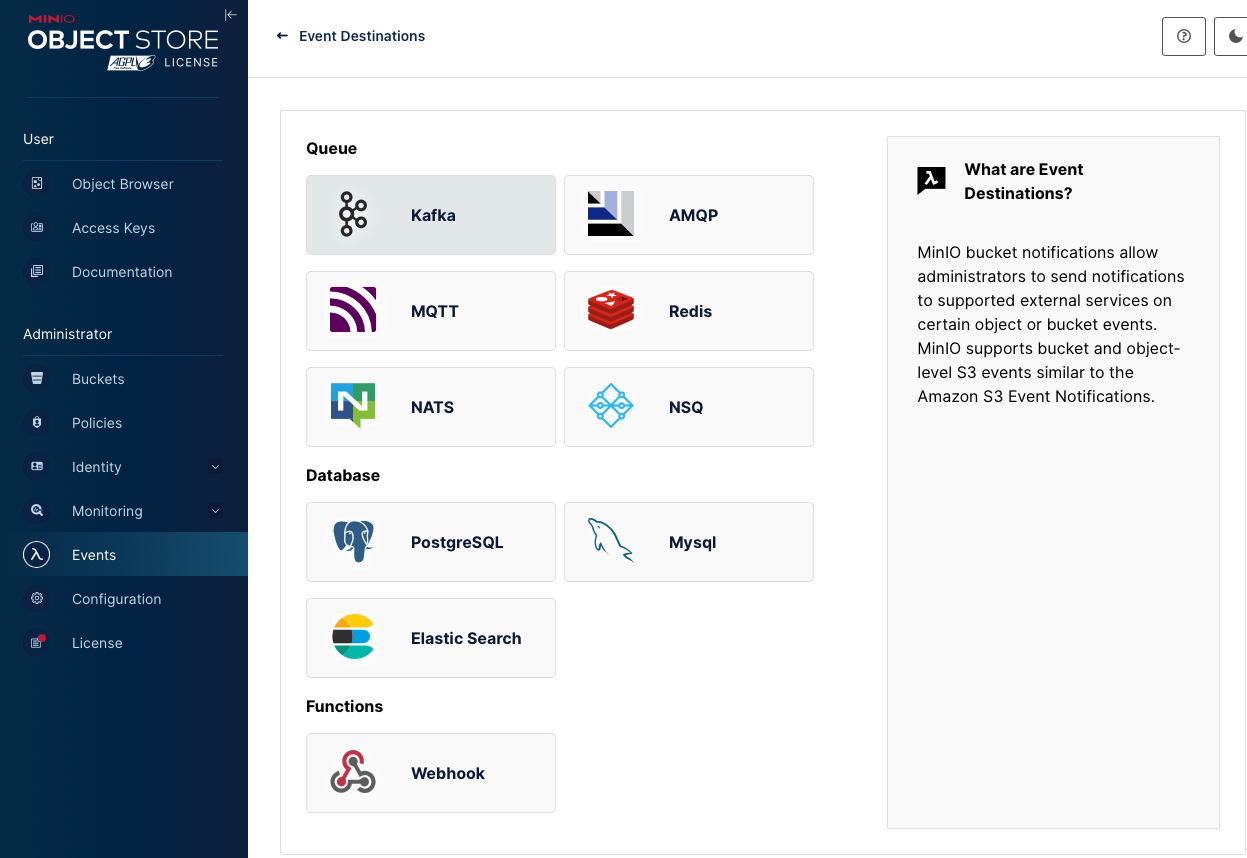 MINIO
OBJECT STORE
AGPL LICENSE
User
Object Browser
Access Keys
Documentation
Administrator
Buckets
Policies
Identity
Monitoring
Events
Configuration
License
Event Destinations
Queue
Kafka
AMQP
MQTT
Redis
NATS
NSQ
Database
PostgreSQL
Mysql
Elastic Search
Functions
Webhook
What are Event
Destinations?
MinIO bucket notifications allow
administrators to send notifications
to supported external services on
certain object or bucket events.
MinIO supports bucket and object-
level S3 events similar to the
Amazon S3 Event Notifications.